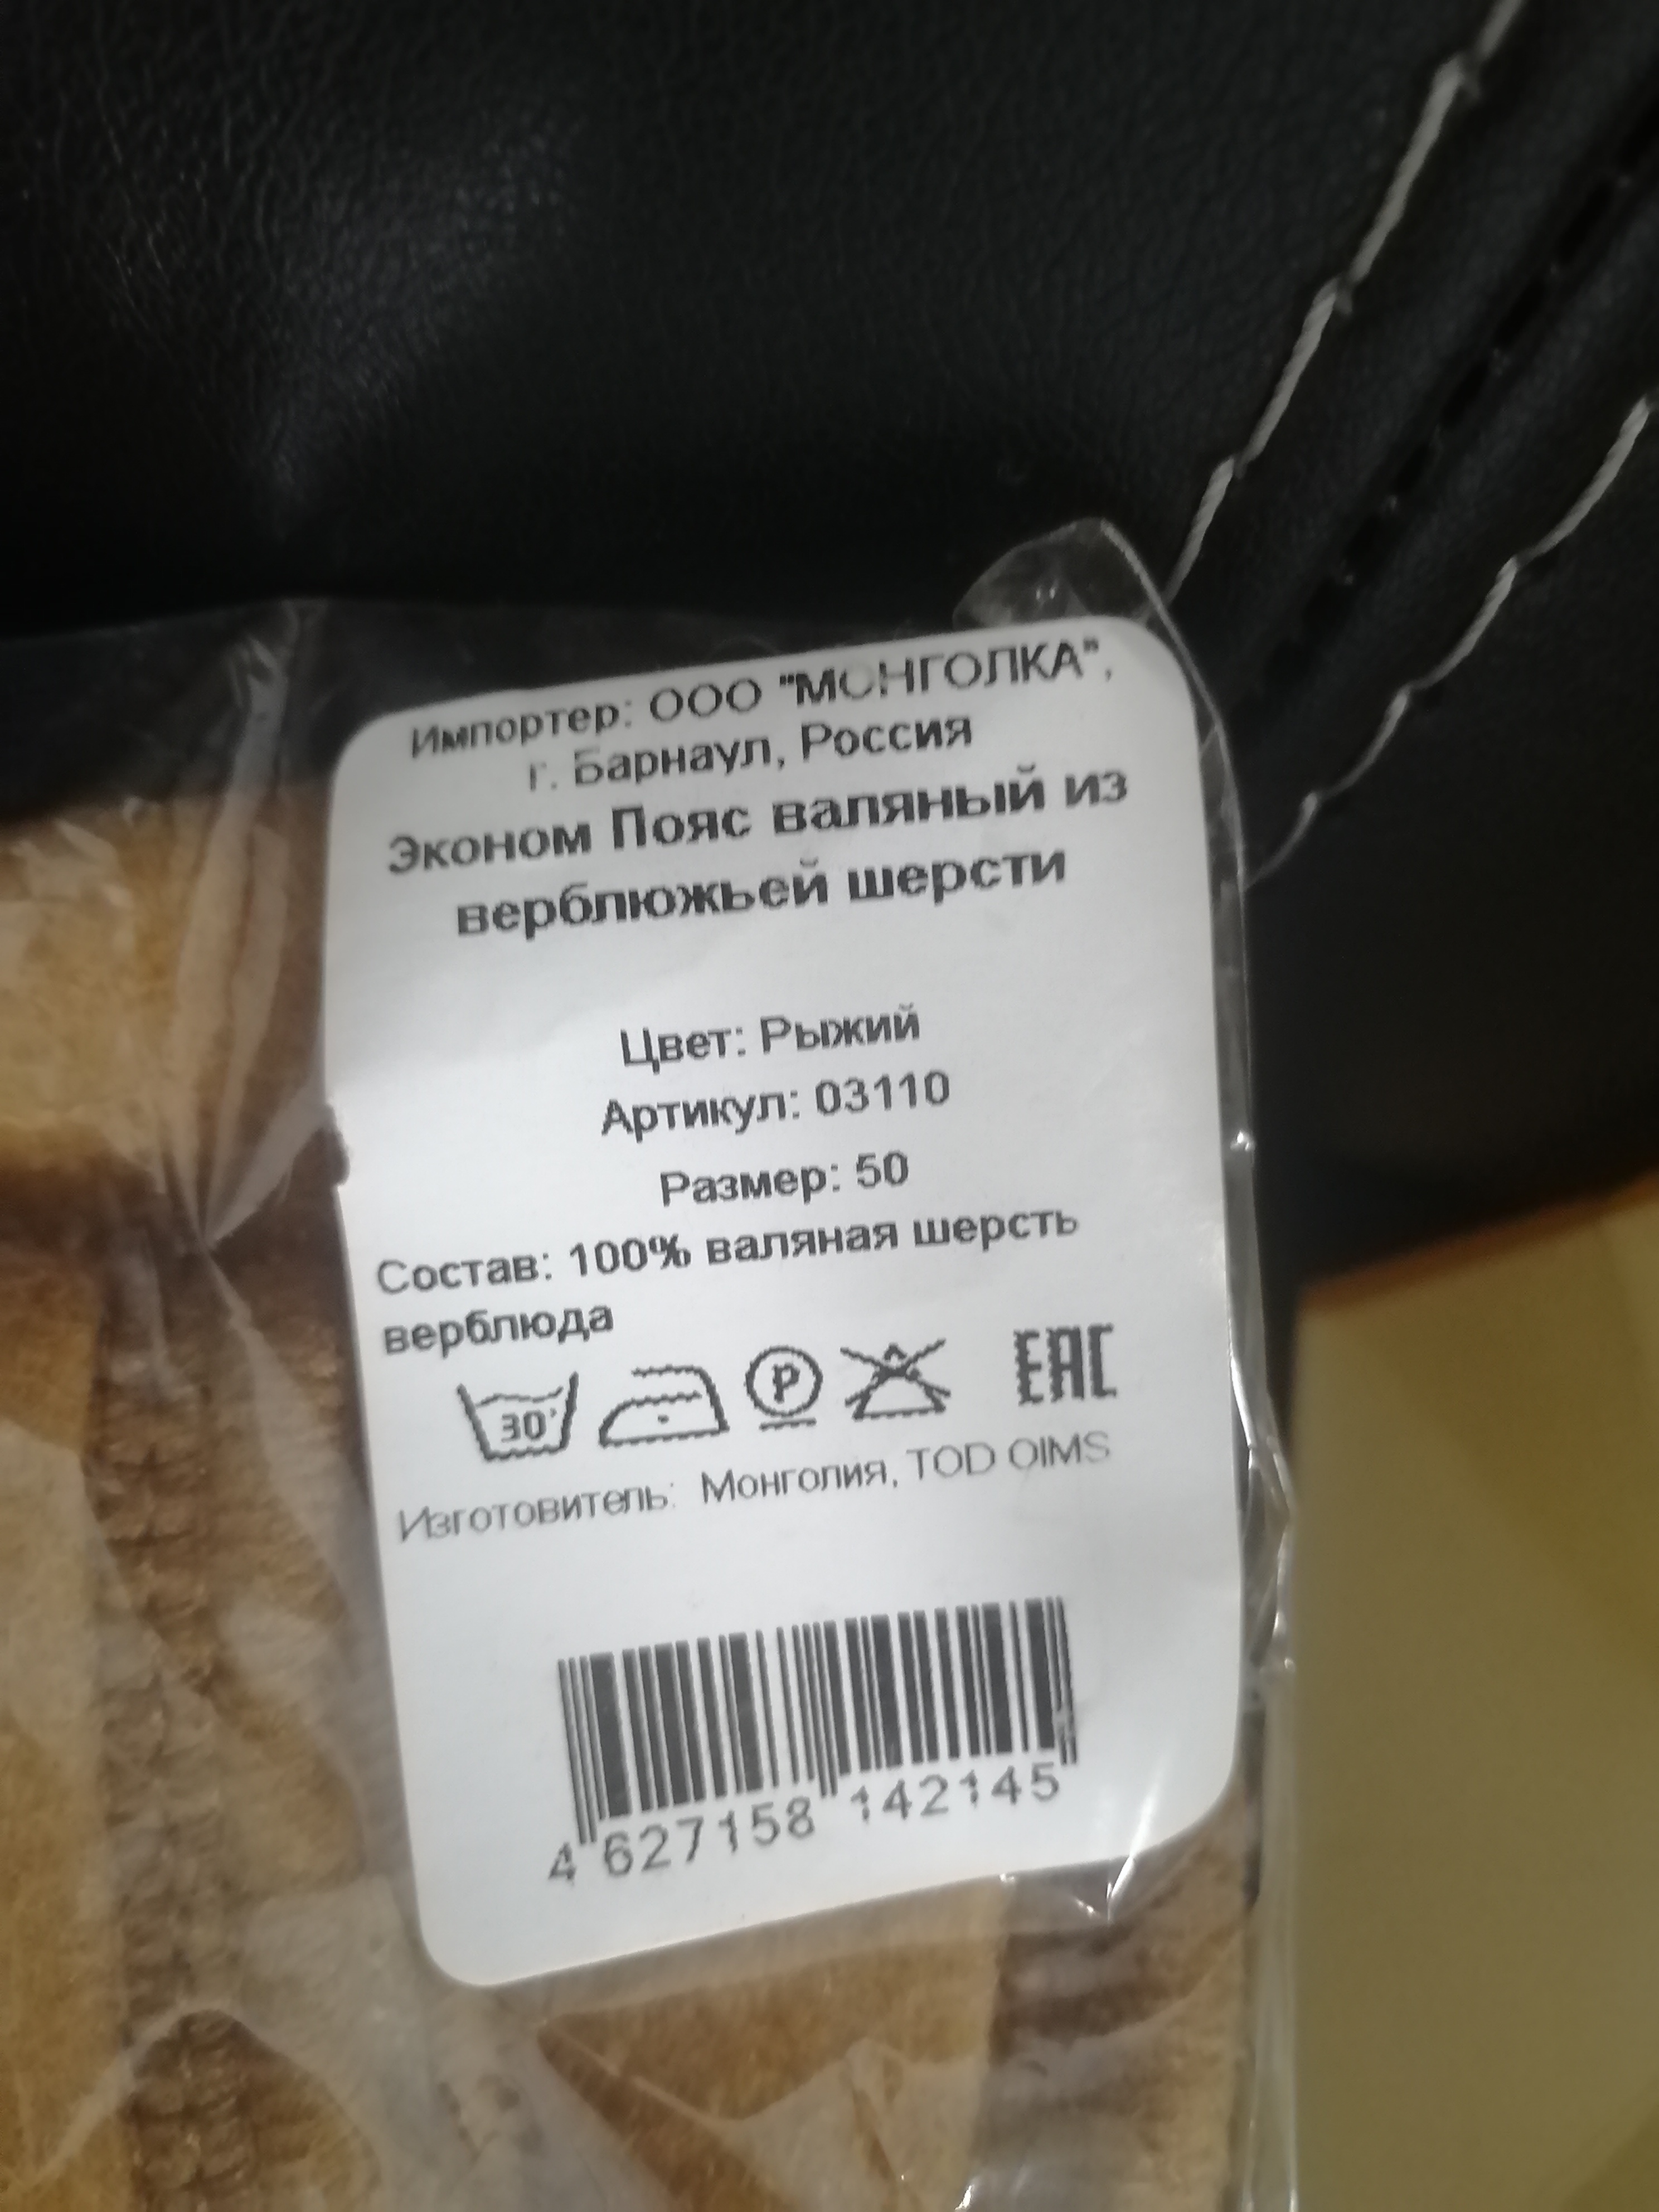 Импортер: ООО "МОНГОЛКА",
г. Барнаул, Россия
Эконом Пояс валяный из
верблюжьей шерсти
Цвет: Рыжий
Артикул: 03110
Размер: 50
Состав: 100% валяная шерсть
верблюда
30° P EAC
Изготовитель: Монголия, TOD OIMS
4 627158 142145